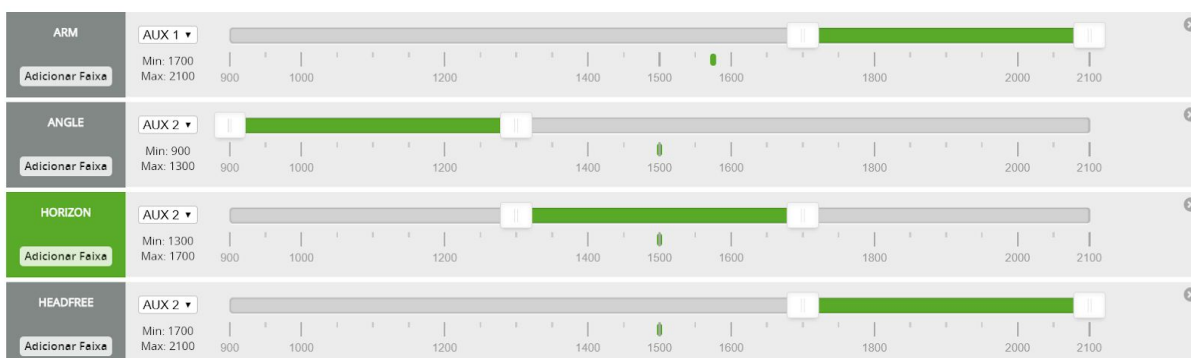 ARM
AUX 1 ▾
Adicionar Faixa
Min: 1700
Max: 2100
900 1000 1200 1400 1500 1600 1800 2000 2100
ANGLE
AUX 2 ▾
Adicionar Faixa
Min: 900
Max: 1300
900 1000 1200 1400 1500 1600 1800 2000 2100
HORIZON
AUX 2 ▾
Adicionar Faixa
Min: 1300
Max: 1700
900 1000 1200 1400 1500 1600 1800 2000 2100
HEADFREE
AUX 2 ▾
Adicionar Faixa
Min: 1700
Max: 2100
900 1000 1200 1400 1500 1600 1800 2000 2100